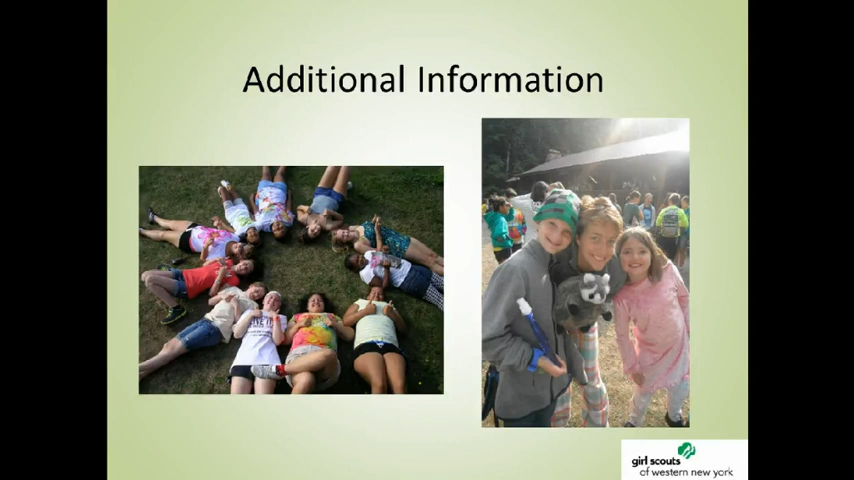 Additional Information
girl scouts
of western new york